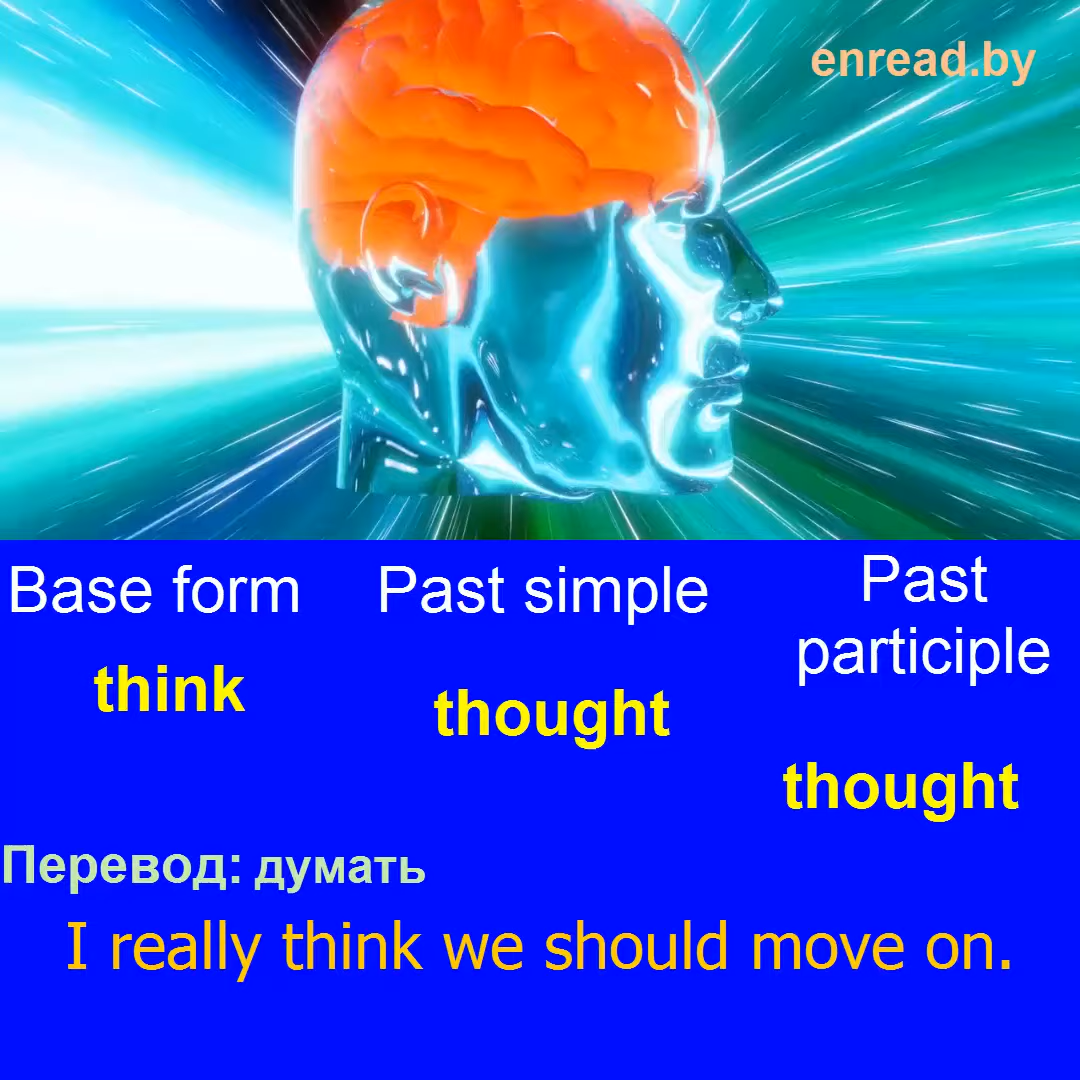 enread.by
Base form
Past simple
Past
participle
think
thought
thought
Перевод: думать
I really think we should move on.